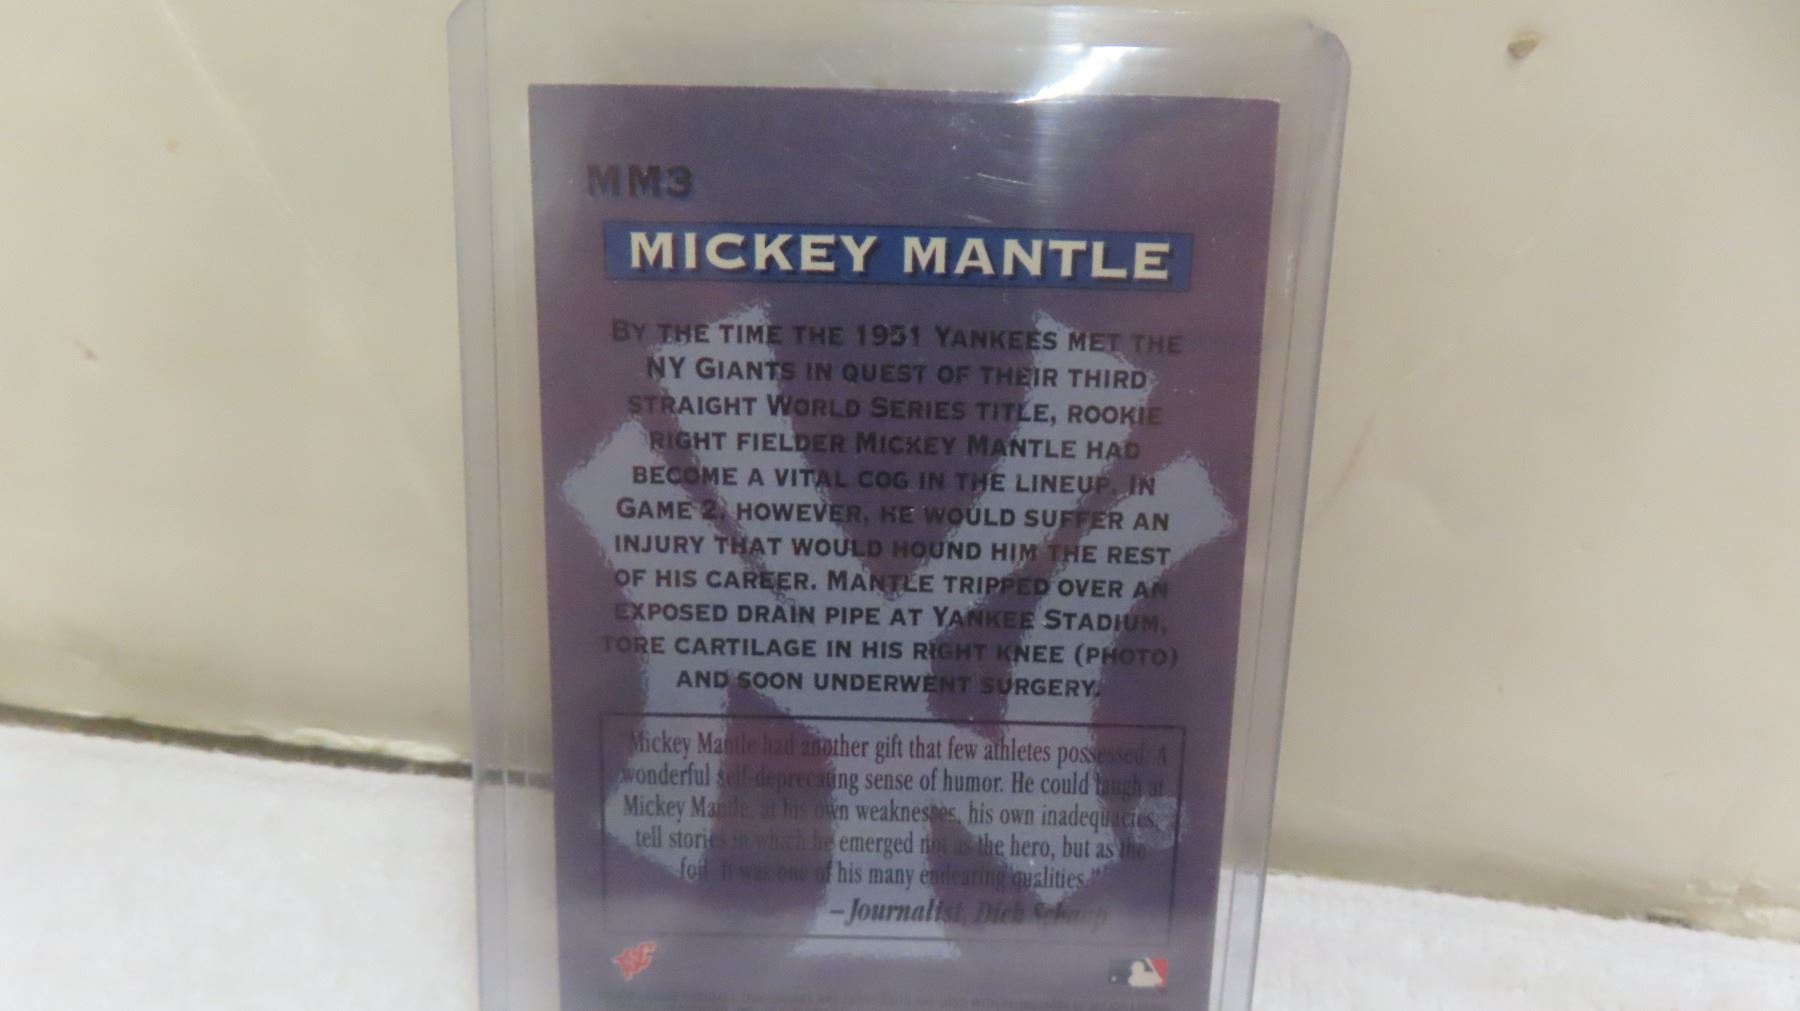 MM3
MICKEY MANTLE
BY THE TIME THE 1951 YANKEES MET THE
NY GIANTS IN QUEST OF THEIR THIRD
STRAIGHT WORLD SERIES TITLE, ROOKIE
RIGHT FIELDER MICKEY MANTLE HAD
BECOME A VITAL COG IN THE LINEUP. IN
GAME 2, HOWEVER, HE WOULD SUFFER AN
INJURY THAT WOULD HOUND HIM THE REST
OF HIS CAREER. MANTLE TRIPPED OVER AN
EXPOSED DRAIN PIPE AT YANKEE STADIUM,
TORE CARTILAGE IN HIS RIGHT KNEE (PHOTO)
AND SOON UNDERWENT SURGERY.
"Mickey Mantle had another gift that few athletes possessed: A
wonderful self-deprecating sense of humor. He could laugh at
Mickey Mantle, at his own weaknesses, his own inadequacies,
tell stories in which he emerged not as the hero, but as the
foil. It was one of his many endearing qualities."
–Journalist, Dick Schaap